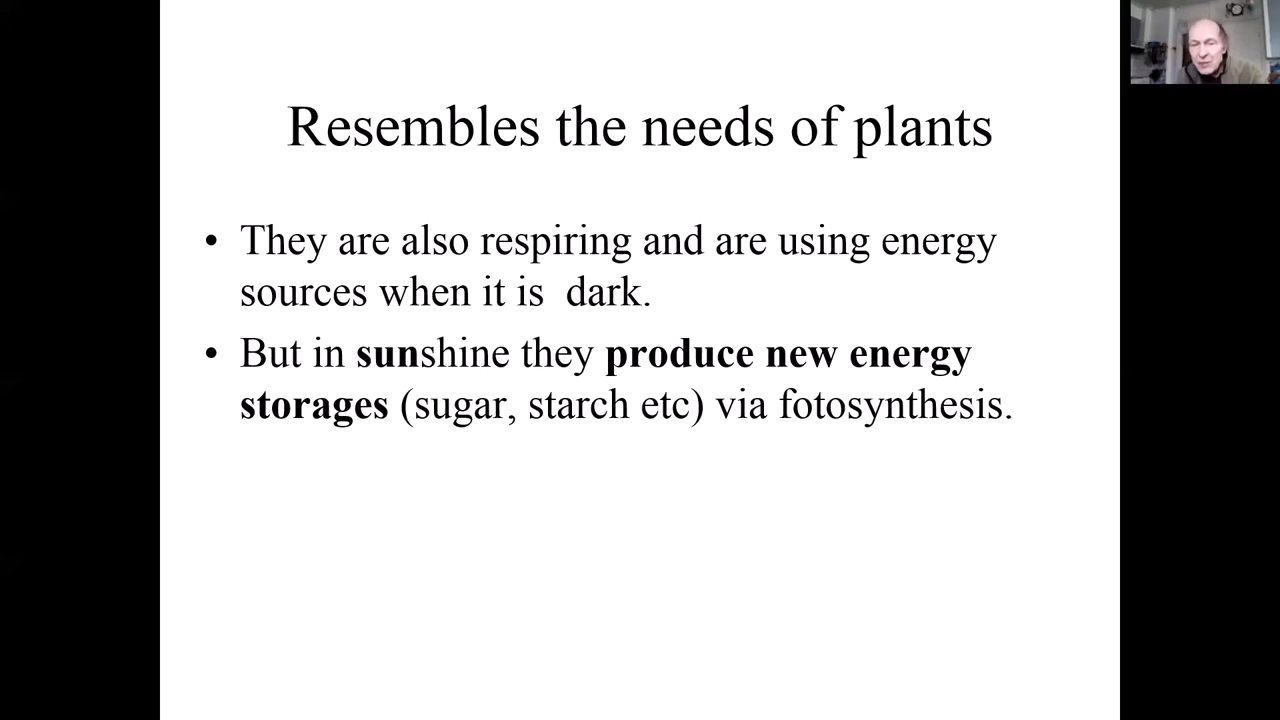 Resembles the needs of plants
• They are also respiring and are using energy
sources when it is  dark.
• But in sunshine they produce new energy
storages (sugar, starch etc) via fotosynthesis.